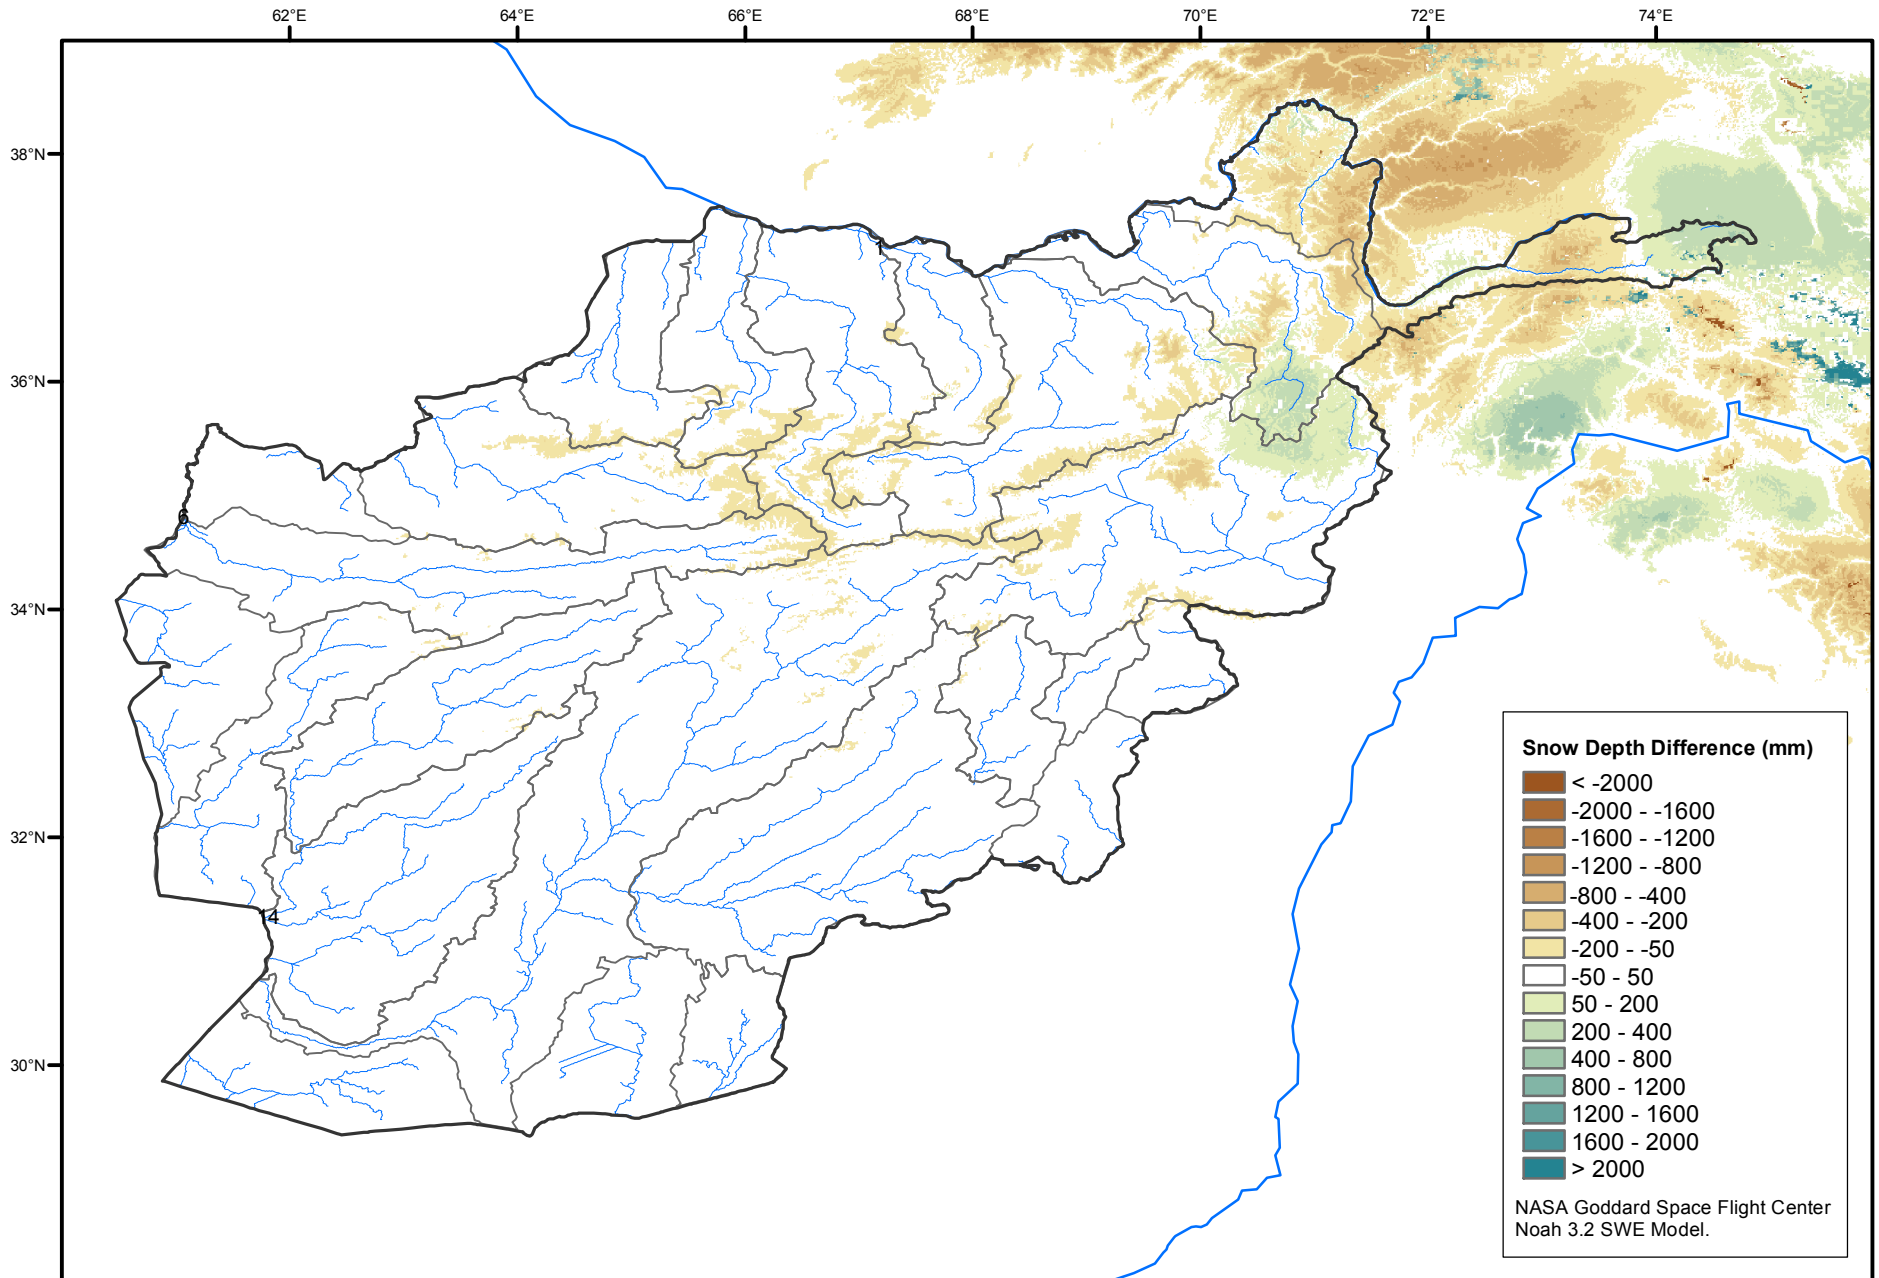 62°E
64°E
66°E
68°E
70°E
72°E
74°E
38°N
36°N
34°N
32°N
30°N
1
6
14
Snow Depth Difference (mm)
< -2000
-2000 - -1600
-1600 - -1200
-1200 - -800
-800 - -400
-400 - -200
-200 - -50
-50 - 50
50 - 200
200 - 400
400 - 800
800 - 1200
1200 - 1600
1600 - 2000
> 2000
NASA Goddard Space Flight Center
Noah 3.2 SWE Model.